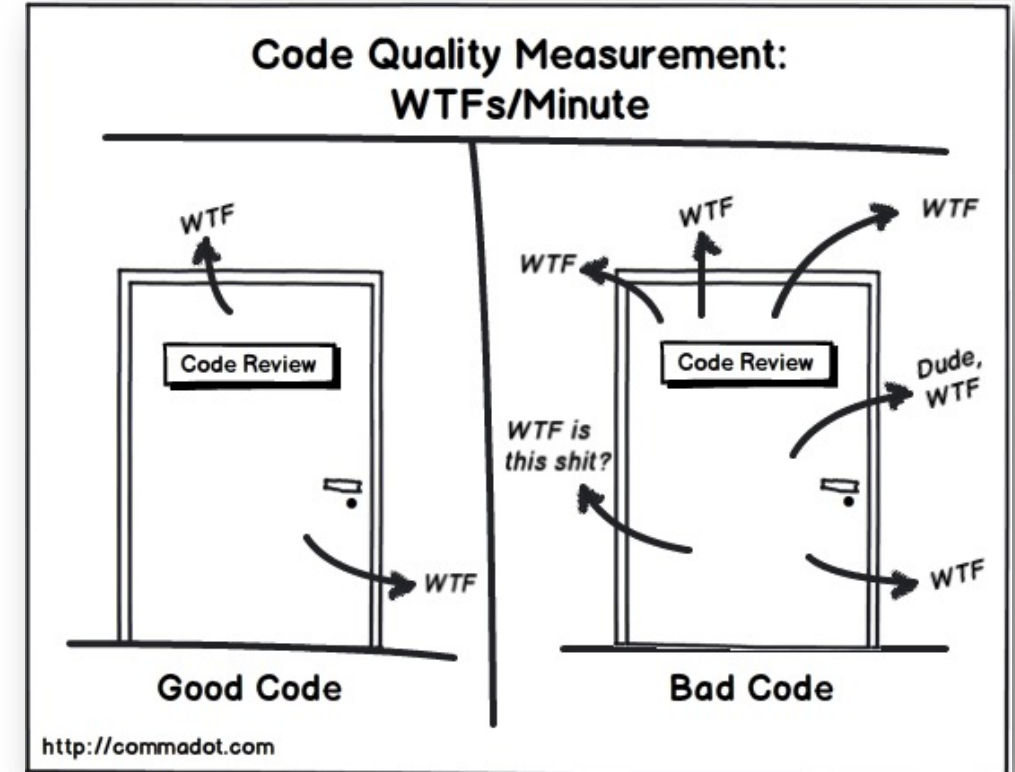 Code Quality Measurement:
WTFs/Minute
WTF
Code Review
WTF
Good Code
WTF
WTF
WTF
Code Review
Dude,
WTF
WTF is
this shit?
WTF
Bad Code
http://commadot.com